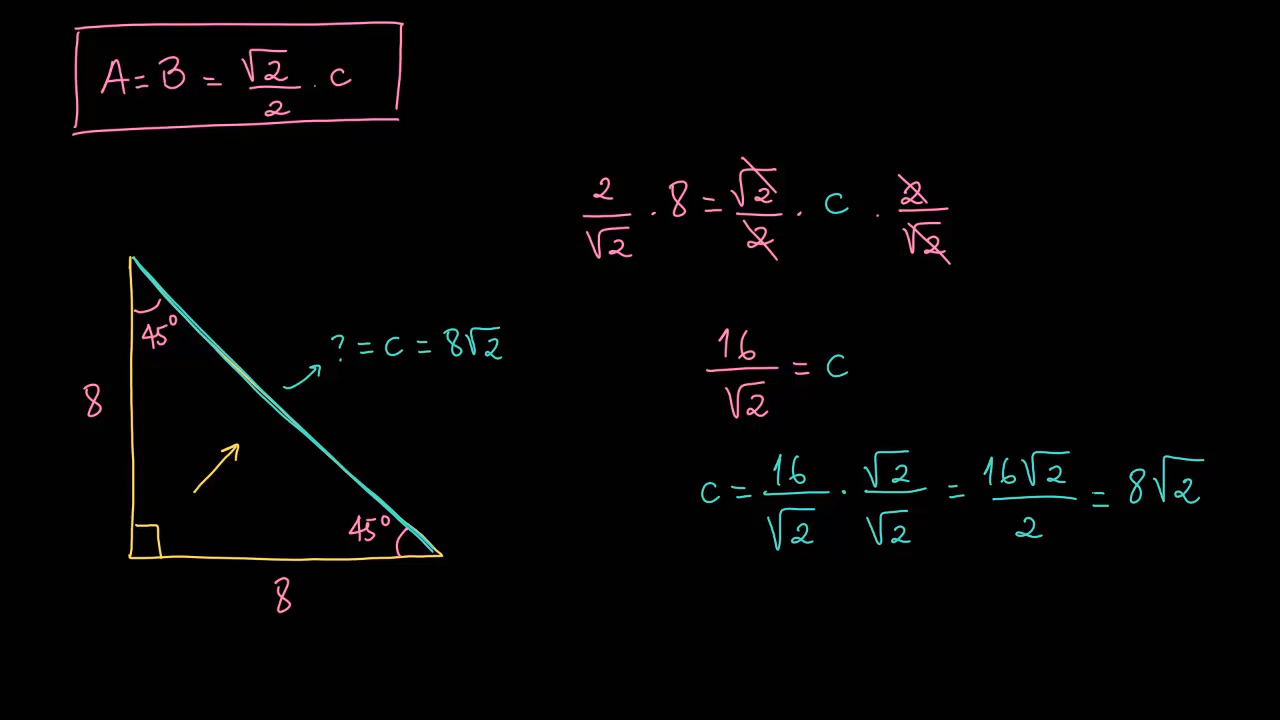 A = B = √2/2 · c
2/√2 · 8 = √2/2 · c · 2/√2
45°
? = c = 8√2
16/√2 = c
8
c = 16/√2 · √2/√2 = 16√2/2 = 8√2
45°
8